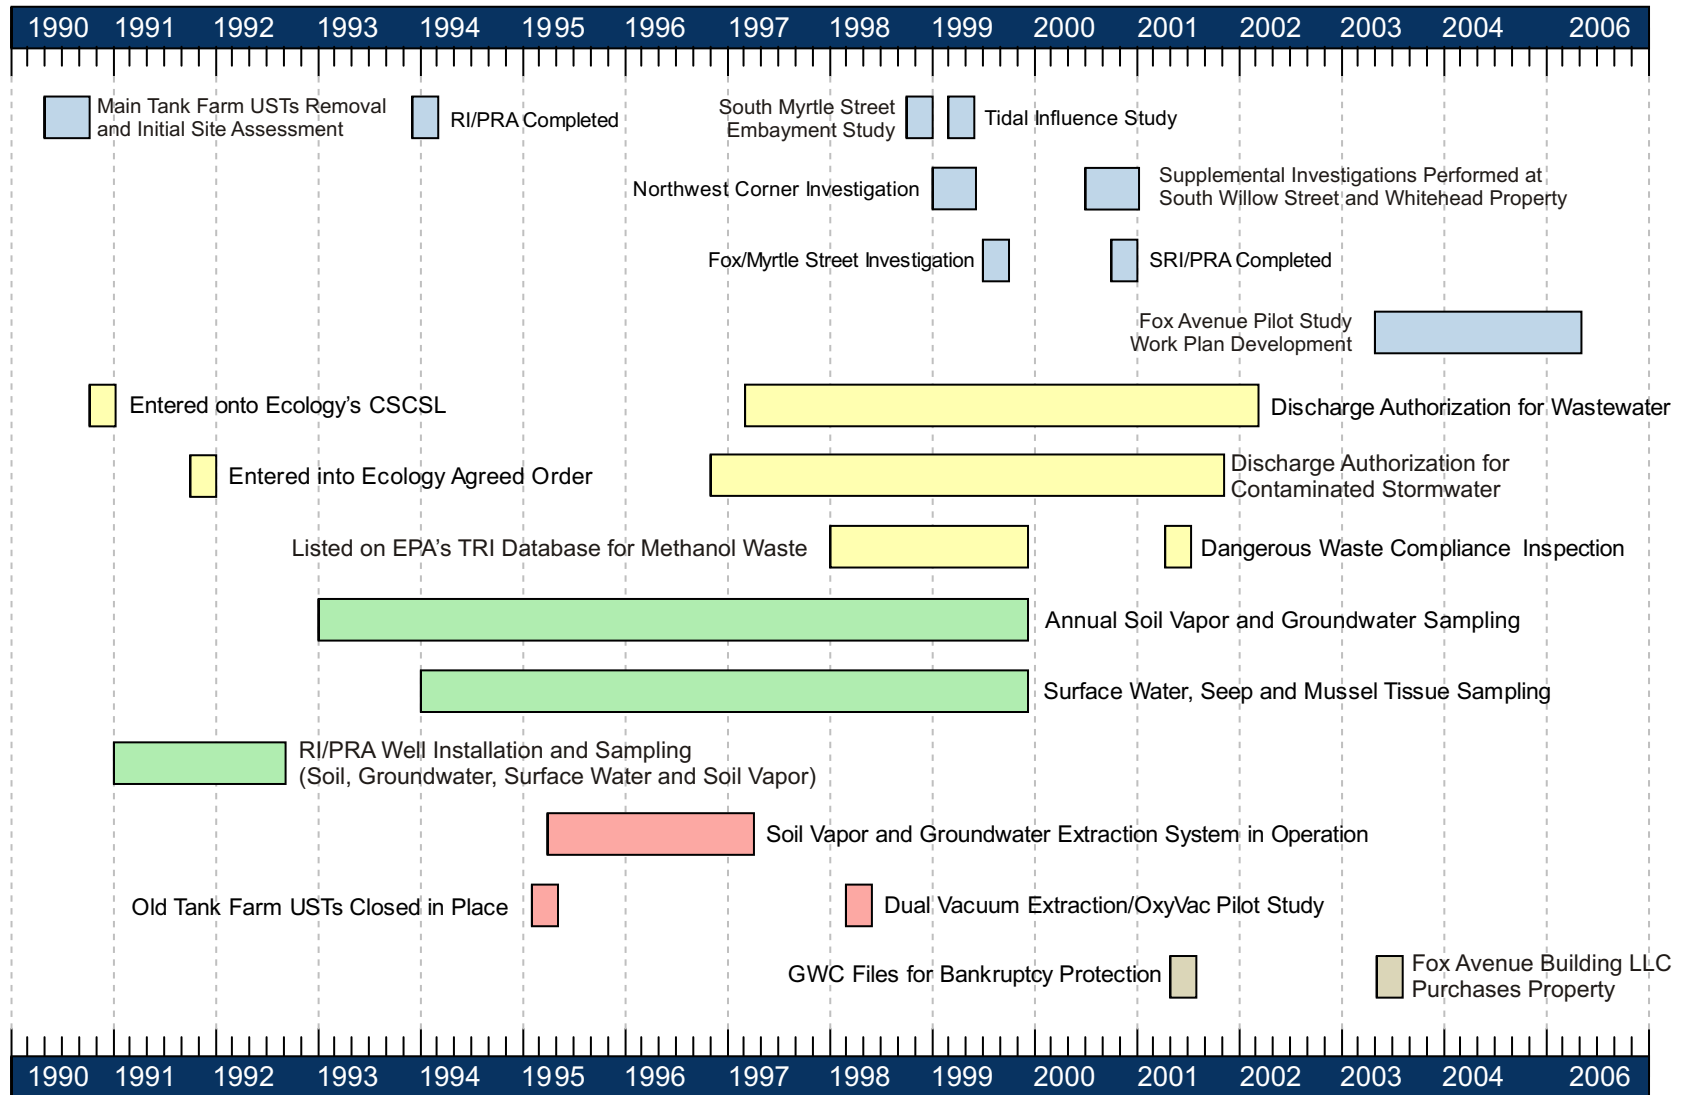 1990 1991 1992 1993 1994 1995 1996 1997 1998 1999 2000 2001 2002 2003 2004 2006
Main Tank Farm USTs Removal
and Initial Site Assessment
RI/PRA Completed
South Myrtle Street
Embayment Study
Tidal Influence Study
Northwest Corner Investigation
Supplemental Investigations Performed at
South Willow Street and Whitehead Property
Fox/Myrtle Street Investigation
SRI/PRA Completed
Fox Avenue Pilot Study
Work Plan Development
Entered onto Ecology’s CSCSL
Discharge Authorization for Wastewater
Entered into Ecology Agreed Order
Discharge Authorization for
Contaminated Stormwater
Listed on EPA’s TRI Database for Methanol Waste
Dangerous Waste Compliance Inspection
Annual Soil Vapor and Groundwater Sampling
Surface Water, Seep and Mussel Tissue Sampling
RI/PRA Well Installation and Sampling
(Soil, Groundwater, Surface Water and Soil Vapor)
Soil Vapor and Groundwater Extraction System in Operation
Old Tank Farm USTs Closed in Place
Dual Vacuum Extraction/OxyVac Pilot Study
GWC Files for Bankruptcy Protection
Fox Avenue Building LLC
Purchases Property
1990 1991 1992 1993 1994 1995 1996 1997 1998 1999 2000 2001 2002 2003 2004 2006